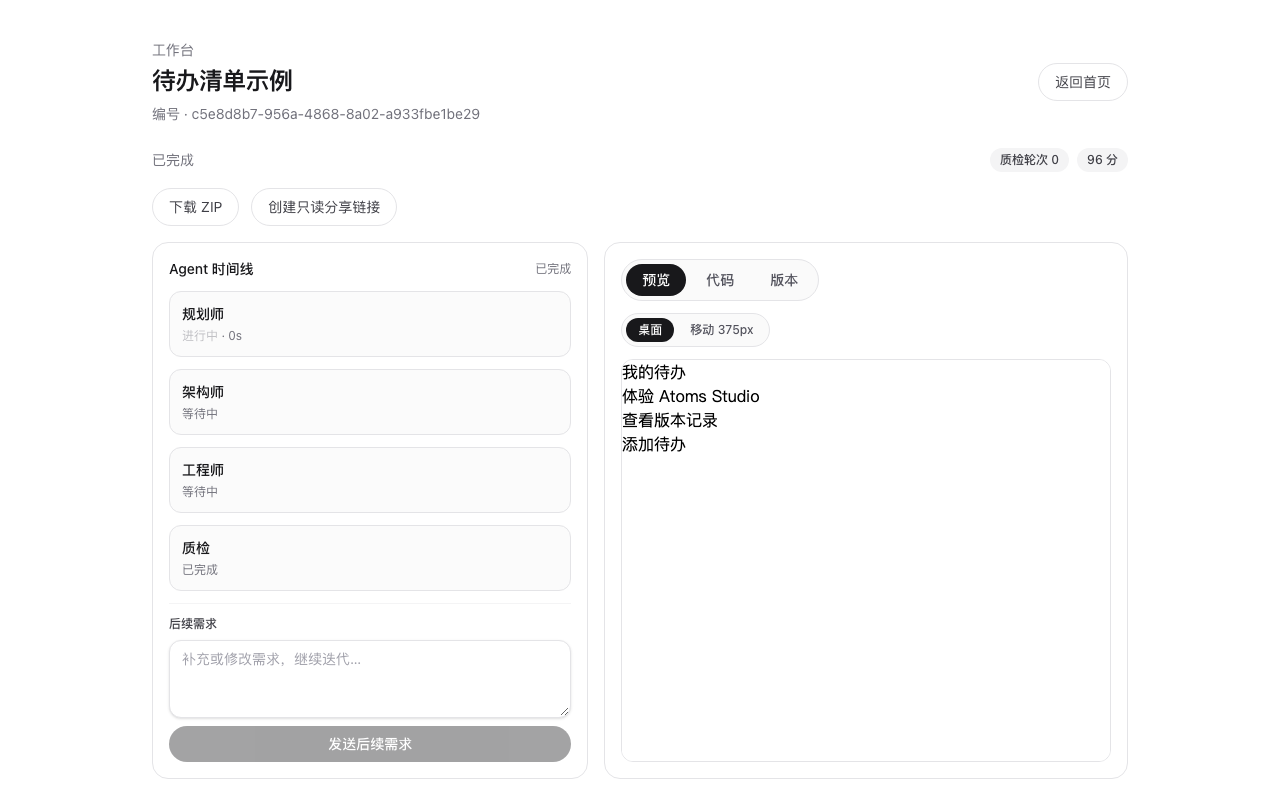 工作台
待办清单示例
编号 · c5e8d8b7-956a-4868-8a02-a933fbe1be29
返回首页
已完成
质检轮次 0
96 分
下载 ZIP
创建只读分享链接
Agent 时间线
已完成
规划师
进行中 · 0s
架构师
等待中
工程师
等待中
质检
已完成
后续需求
补充或修改需求，继续迭代...
发送后续需求
预览
代码
版本
桌面
移动 375px
我的待办
体验 Atoms Studio
查看版本记录
添加待办